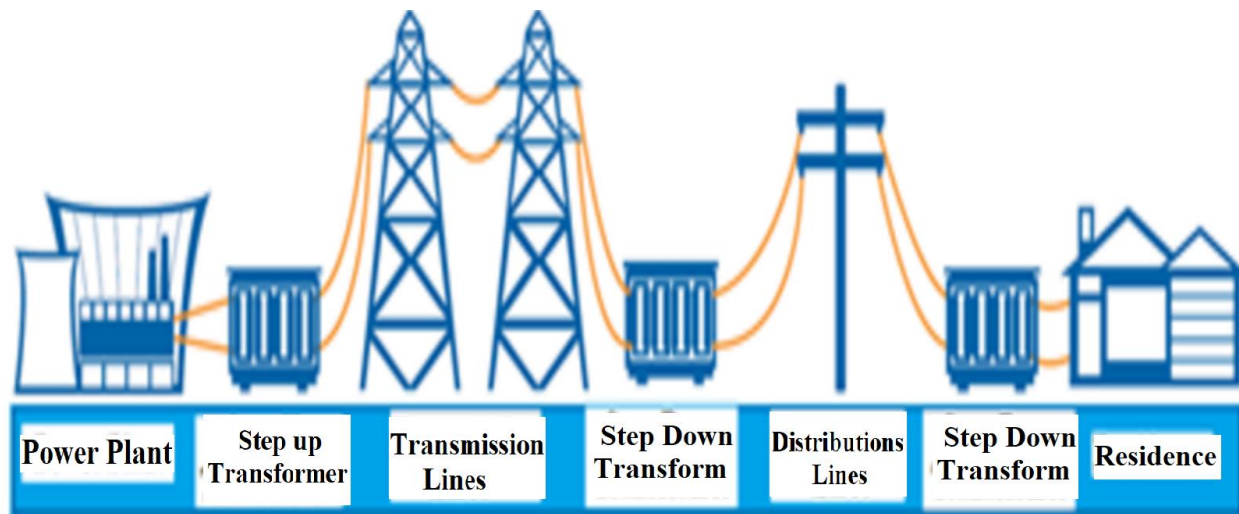 Power Plant
Step up
Transformer
Transmission
Lines
Step Down
Transform
Distributions
Lines
Step Down
Transform
Residence